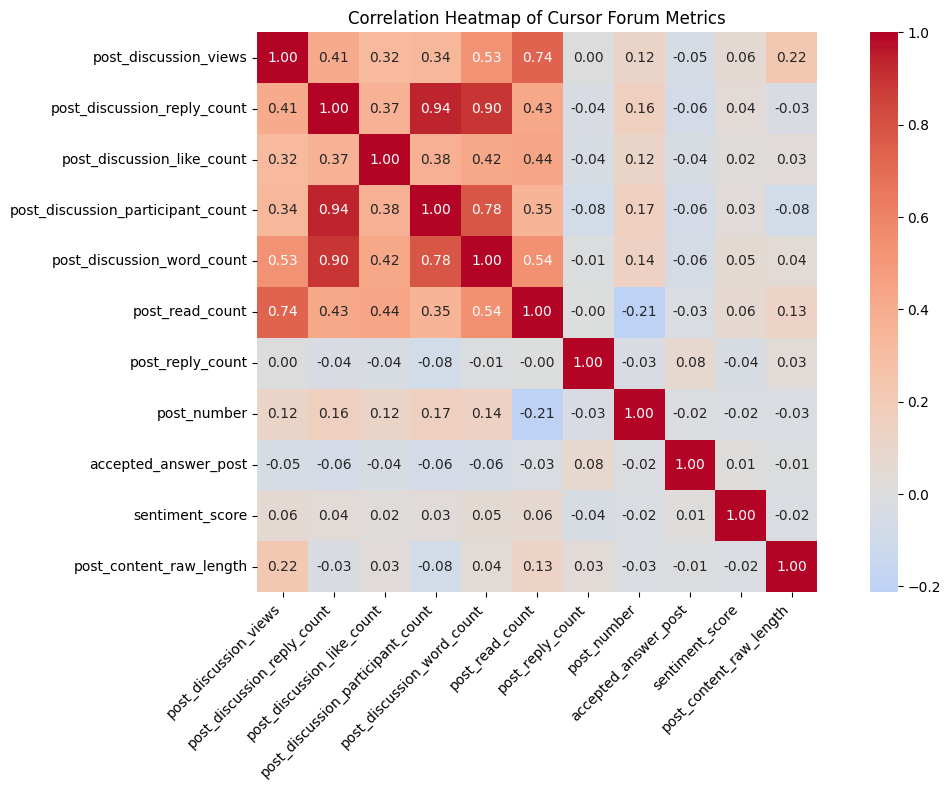 Correlation Heatmap of Cursor Forum Metrics
post_discussion_views 1.00 0.41 0.32 0.34 0.53 0.74 0.00 0.12 -0.05 0.06 0.22
post_discussion_reply_count 0.41 1.00 0.37 0.94 0.90 0.43 -0.04 0.16 -0.06 0.04 -0.03
post_discussion_like_count 0.32 0.37 1.00 0.38 0.42 0.44 -0.04 0.12 -0.04 0.02 0.03
post_discussion_participant_count 0.34 0.94 0.38 1.00 0.78 0.35 -0.08 0.17 -0.06 0.03 -0.08
post_discussion_word_count 0.53 0.90 0.42 0.78 1.00 0.54 -0.01 0.14 -0.06 0.05 0.04
post_read_count 0.74 0.43 0.44 0.35 0.54 1.00 -0.00 -0.21 -0.03 0.06 0.13
post_reply_count 0.00 -0.04 -0.04 -0.08 -0.01 -0.00 1.00 -0.03 0.08 -0.04 0.03
post_number 0.12 0.16 0.12 0.17 0.14 -0.21 -0.03 1.00 -0.02 -0.02 -0.03
accepted_answer_post -0.05 -0.06 -0.04 -0.06 -0.06 -0.03 0.08 -0.02 1.00 0.01 -0.01
sentiment_score 0.06 0.04 0.02 0.03 0.05 0.06 -0.04 -0.02 0.01 1.00 -0.02
post_content_raw_length 0.22 -0.03 0.03 -0.08 0.04 0.13 0.03 -0.03 -0.01 -0.02 1.00
post_discussion_views
post_discussion_reply_count
post_discussion_like_count
post_discussion_participant_count
post_discussion_word_count
post_read_count
post_reply_count
post_number
accepted_answer_post
sentiment_score
post_content_raw_length
1.0
0.8
0.6
0.4
0.2
0.0
−0.2